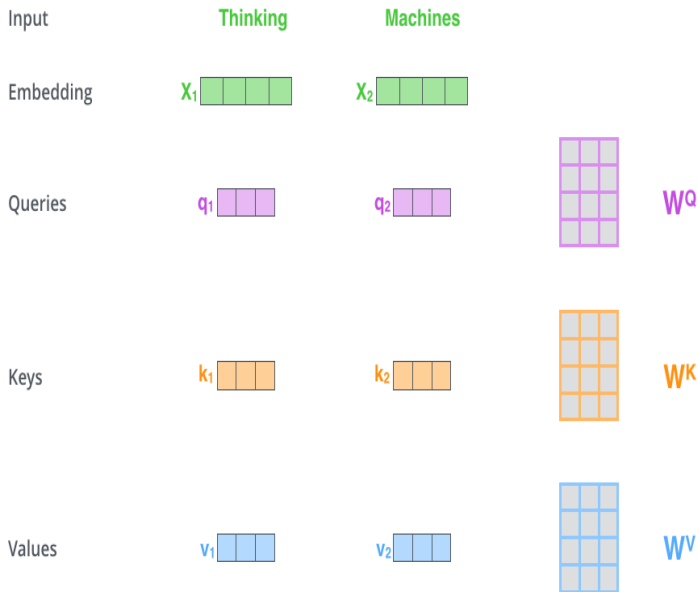 Input Thinking Machines
Embedding X1 X2
Queries q1 q2 WQ
Keys k1 k2 WK
Values v1 v2 WV